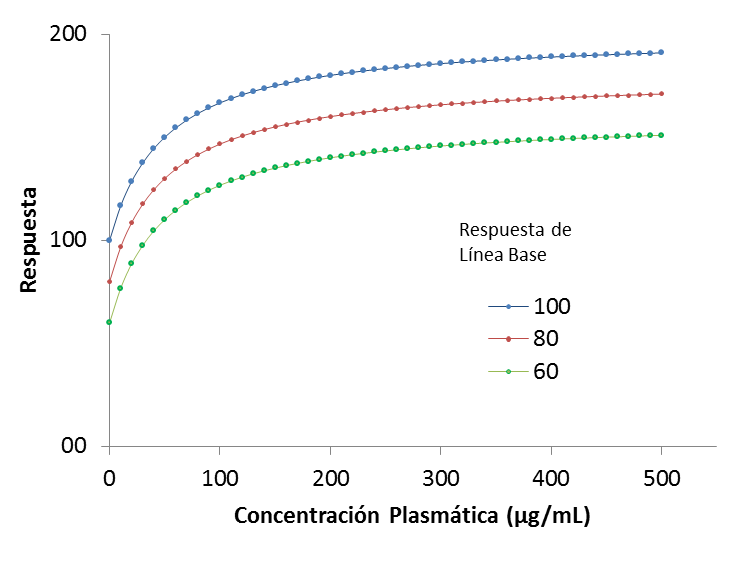 200
100
00
Respuesta
Respuesta de
Línea Base
100
80
60
0 100 200 300 400 500
Concentración Plasmática (µg/mL)